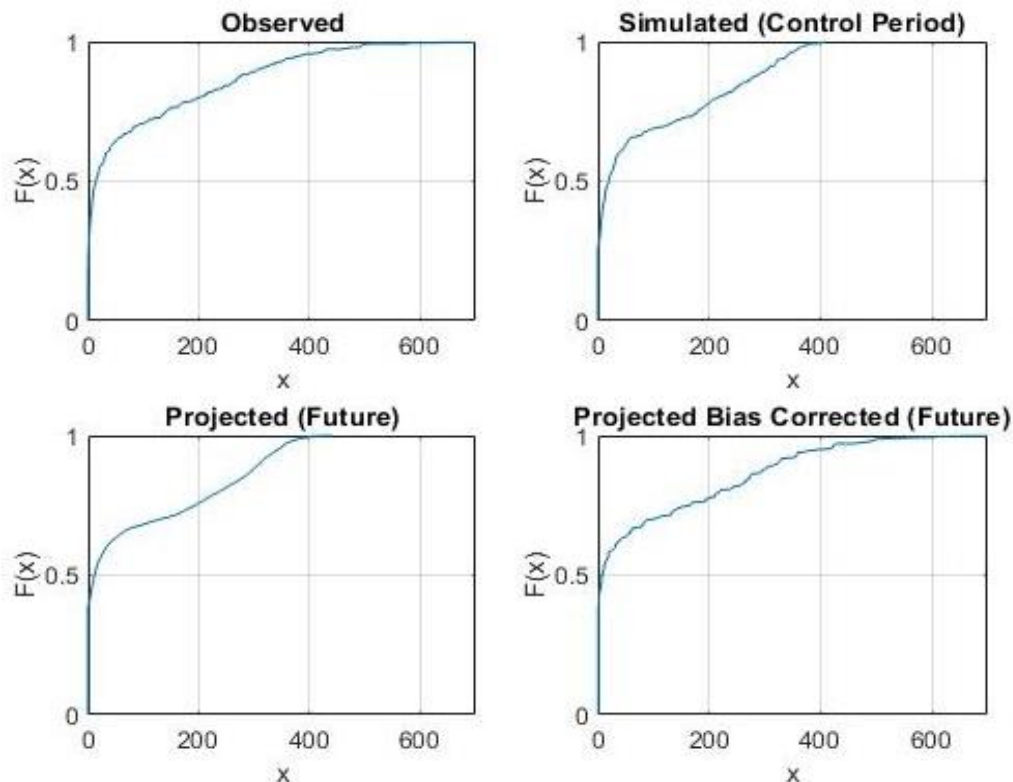 Observed
1
0.5
0
F(x)
0 200 400 600
x
Simulated (Control Period)
1
0.5
0
F(x)
0 200 400 600
x
Projected (Future)
1
0.5
0
F(x)
0 200 400 600
x
Projected Bias Corrected (Future)
1
0.5
0
F(x)
0 200 400 600
x